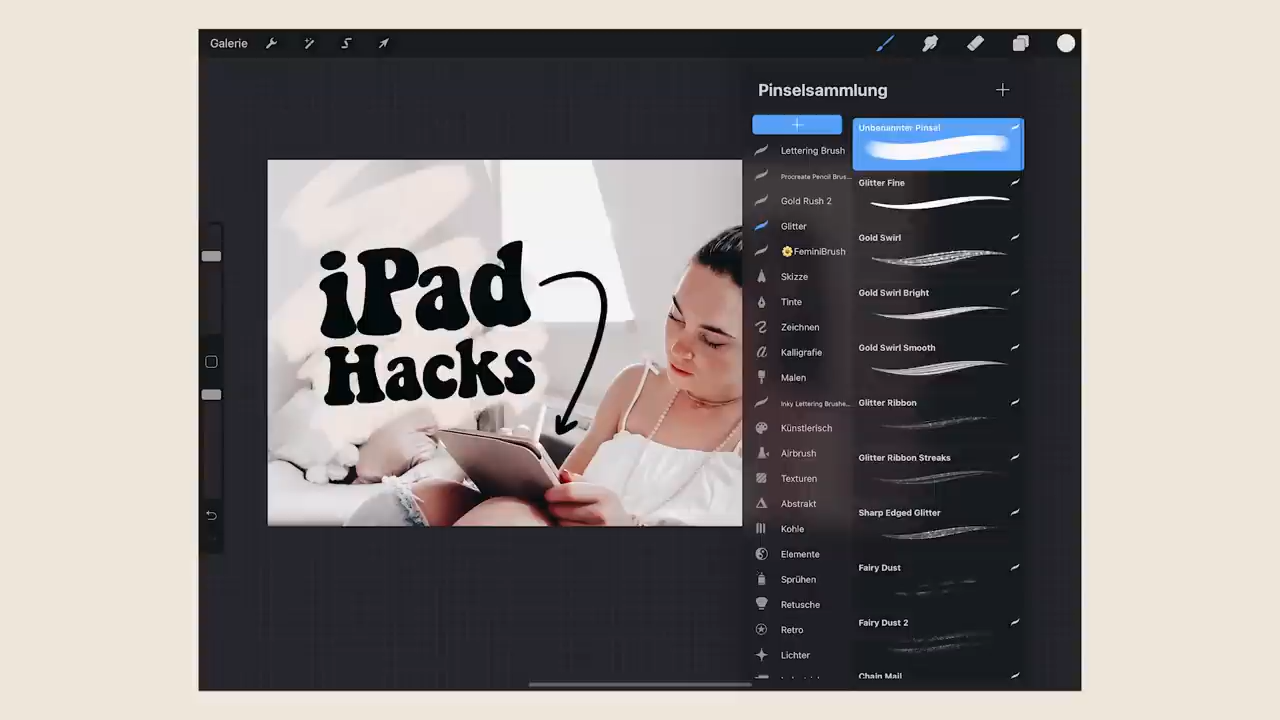 Galerie
Pinselsammlung
Lettering Brush
Procreate Pencil Brus...
Gold Rush 2
Glitter
🌼FeminiBrush
Skizze
Tinte
Zeichnen
Kalligrafie
Malen
Inky Lettering Brushe...
Künstlerisch
Airbrush
Texturen
Abstrakt
Kohle
Elemente
Sprühen
Retusche
Retro
Lichter
Unbenannter Pinsel
Glitter Fine
Gold Swirl
Gold Swirl Bright
Gold Swirl Smooth
Glitter Ribbon
Glitter Ribbon Streaks
Sharp Edged Glitter
Fairy Dust
Fairy Dust 2
Chain Mail
iPad
Hacks